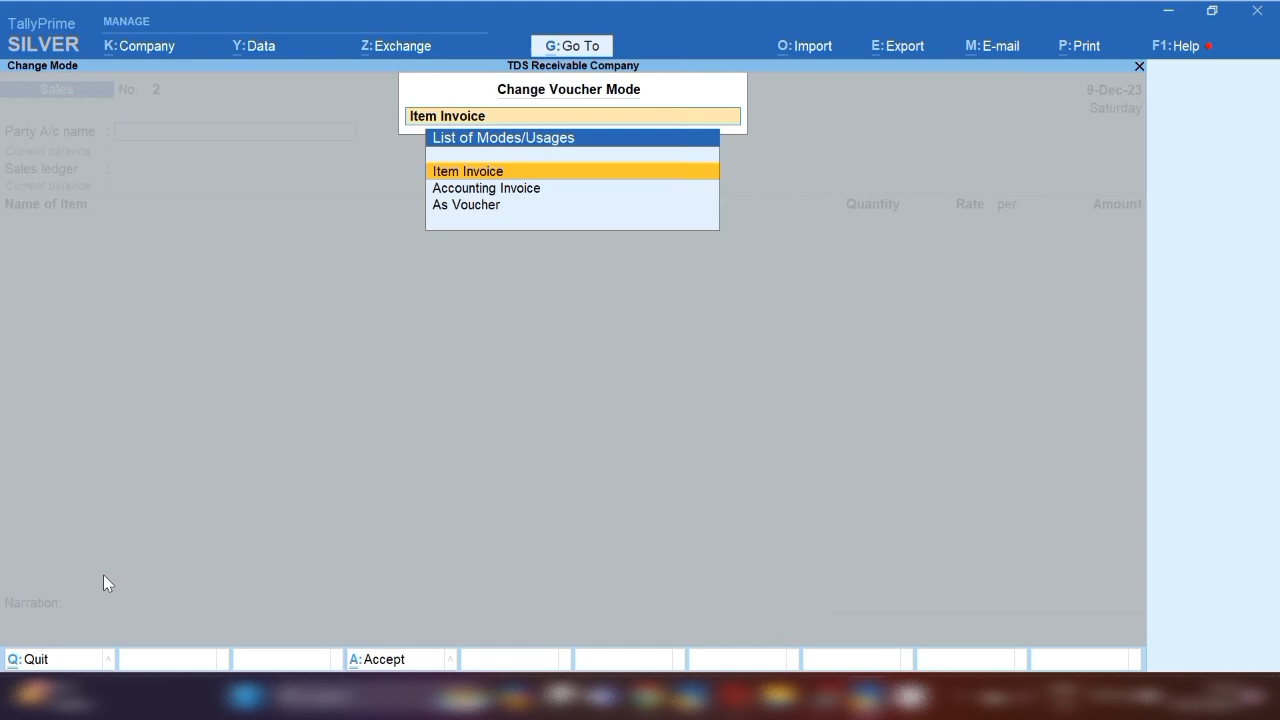 TallyPrime
SILVER
MANAGE
K:Company
Y:Data
Z:Exchange
G:Go To
O:Import
E:Export
M:E-mail
P:Print
F1:Help
Change Mode
TDS Receivable Company
Sales
No. 2
Change Voucher Mode
9-Dec-23
Saturday
Item Invoice
Party A/c name :
List of Modes/Usages
Current balance :
Sales ledger :
Item Invoice
Current balance :
Accounting Invoice
Name of Item
As Voucher
Quantity
Rate per
Amount
Narration:
Q:Quit
A:Accept